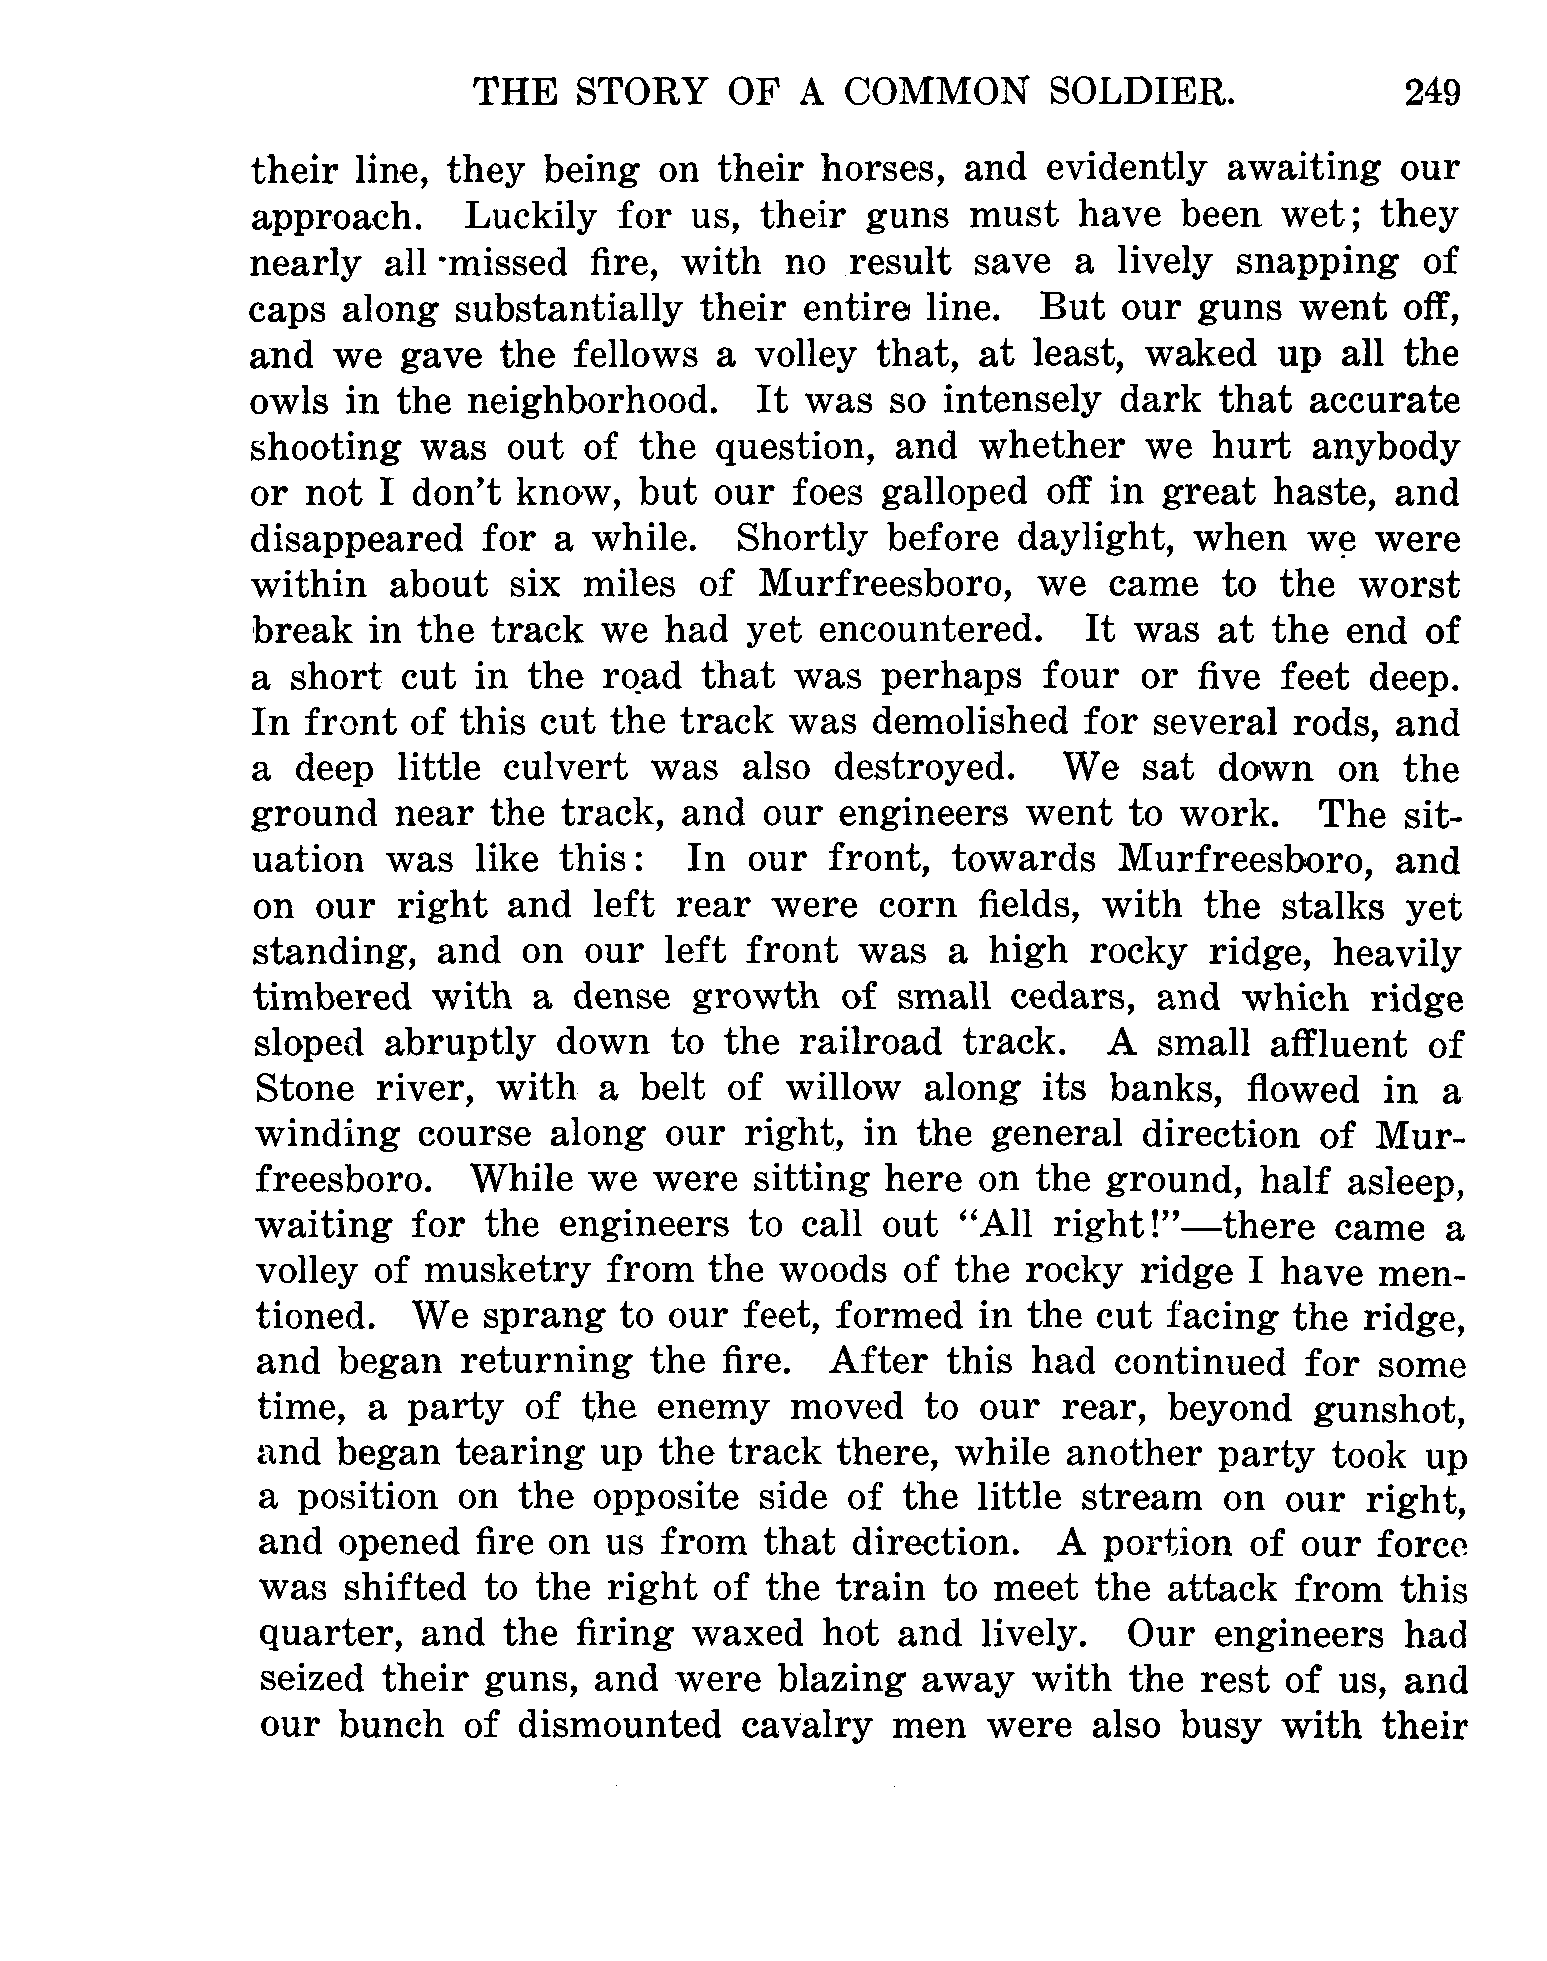 THE STORY OF A COMMON SOLDIER. 249
their line, they being on their horses, and evidently awaiting our
approach. Luckily for us, their guns must have been wet; they
nearly all missed fire, with no result save a lively snapping of
caps along substantially their entire line. But our guns went off,
and we gave the fellows a volley that, at least, waked up all the
owls in the neighborhood. It was so intensely dark that accurate
shooting was out of the question, and whether we hurt anybody
or not I don't know, but our foes galloped off in great haste, and
disappeared for a while. Shortly before daylight, when we were
within about six miles of Murfreesboro, we came to the worst
break in the track we had yet encountered. It was at the end of
a short cut in the road that was perhaps four or five feet deep.
In front of this cut the track was demolished for several rods, and
a deep little culvert was also destroyed. We sat down on the
ground near the track, and our engineers went to work. The sit-
uation was like this: In our front, towards Murfreesboro, and
on our right and left rear were corn fields, with the stalks yet
standing, and on our left front was a high rocky ridge, heavily
timbered with a dense growth of small cedars, and which ridge
sloped abruptly down to the railroad track. A small affluent of
Stone river, with a belt of willow along its banks, flowed in a
winding course along our right, in the general direction of Mur-
freesboro. While we were sitting here on the ground, half asleep,
waiting for the engineers to call out "All right!"—there came a
volley of musketry from the woods of the rocky ridge I have men-
tioned. We sprang to our feet, formed in the cut facing the ridge,
and began returning the fire. After this had continued for some
time, a party of the enemy moved to our rear, beyond gunshot,
and began tearing up the track there, while another party took up
a position on the opposite side of the little stream on our right,
and opened fire on us from that direction. A portion of our force
was shifted to the right of the train to meet the attack from this
quarter, and the firing waxed hot and lively. Our engineers had
seized their guns, and were blazing away with the rest of us, and
our bunch of dismounted cavalry men were also busy with their